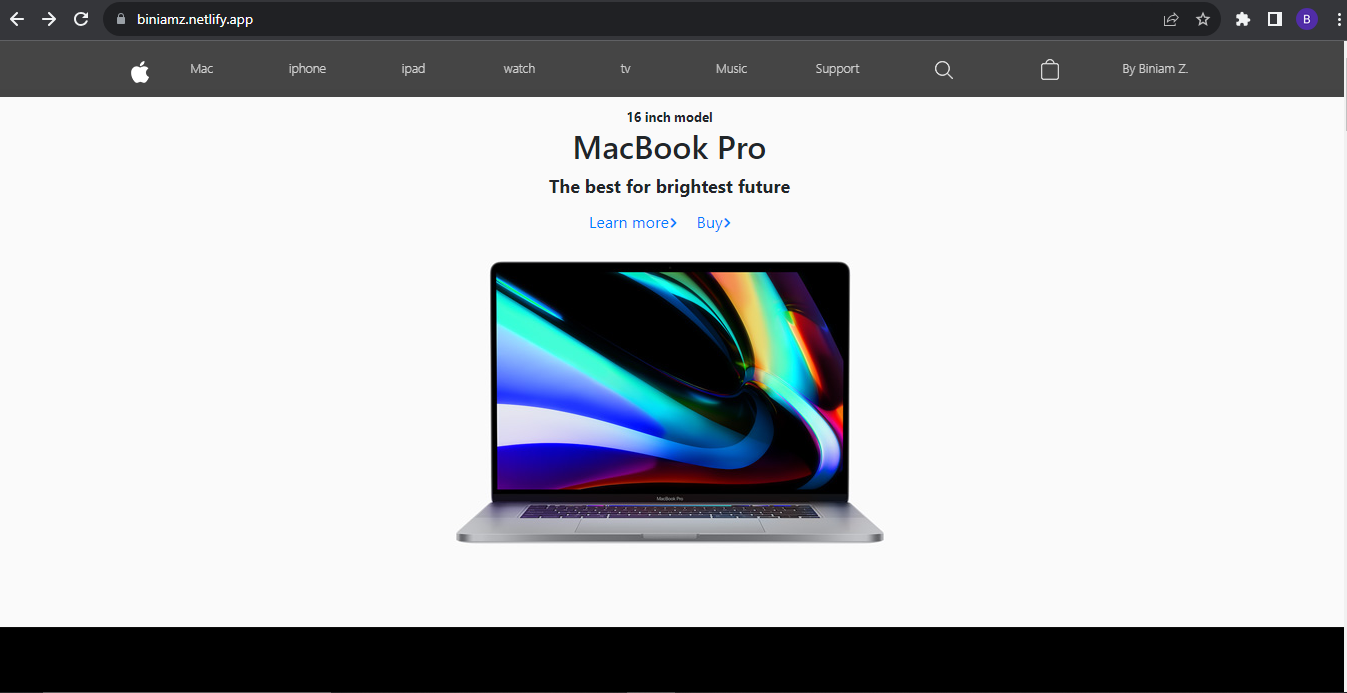 biniamz.netlify.app
B
Mac iphone ipad watch tv Music Support By Biniam Z.
16 inch model
MacBook Pro
The best for brightest future
Learn more Buy
MacBook Pro